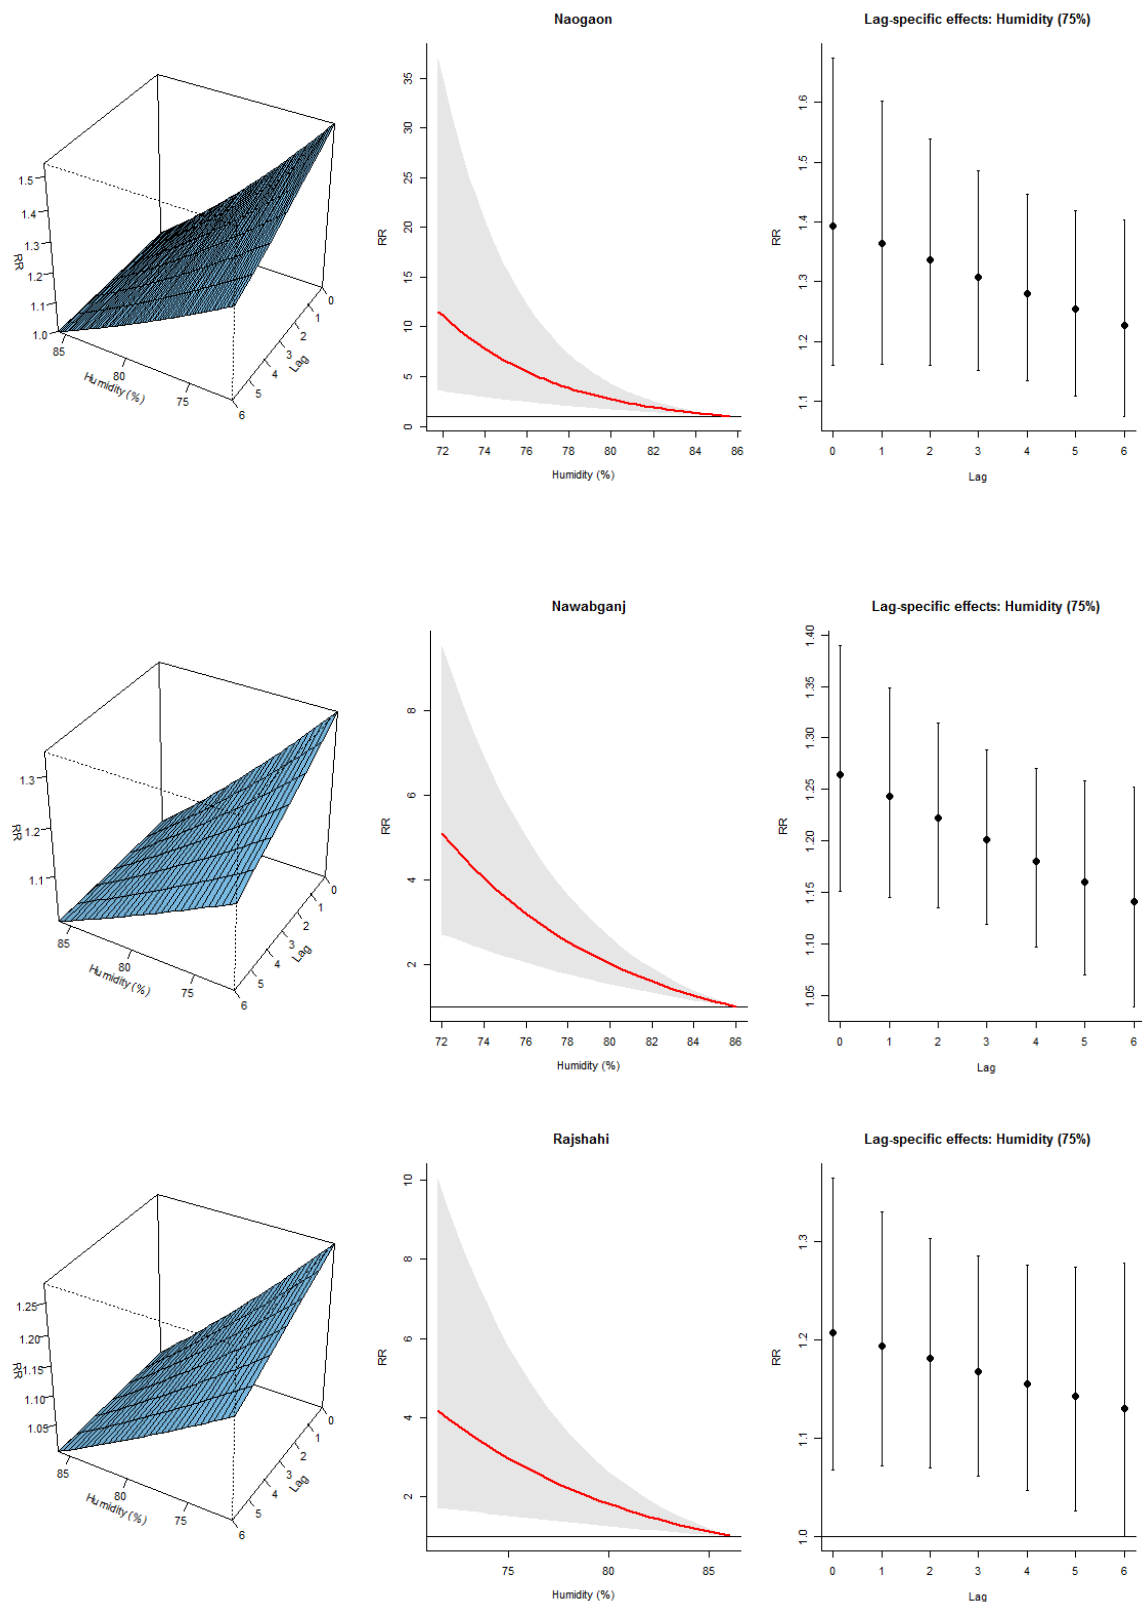 Naogaon
Lag-specific effects: Humidity (75%)
1.5
1.4
1.3
1.2
1.1
1.0
RR
85
80
75
Humidity (%)
0
1
2
3
4
5
6
Lag
35
30
25
20
15
10
5
0
RR
72 74 76 78 80 82 84 86
Humidity (%)
1.6
1.5
1.4
1.3
1.2
1.1
RR
0 1 2 3 4 5 6
Lag
Nawabganj
Lag-specific effects: Humidity (75%)
1.3
1.2
1.1
RR
85
80
75
Humidity (%)
0
1
2
3
4
5
6
Lag
8
6
4
2
RR
72 74 76 78 80 82 84 86
Humidity (%)
1.40
1.35
1.30
1.25
1.20
1.15
1.10
1.05
RR
0 1 2 3 4 5 6
Lag
Rajshahi
Lag-specific effects: Humidity (75%)
1.25
1.20
1.15
1.10
1.05
RR
85
80
75
Humidity (%)
0
1
2
3
4
5
6
Lag
10
8
6
4
2
RR
75 80 85
Humidity (%)
1.3
1.2
1.1
1.0
RR
0 1 2 3 4 5 6
Lag